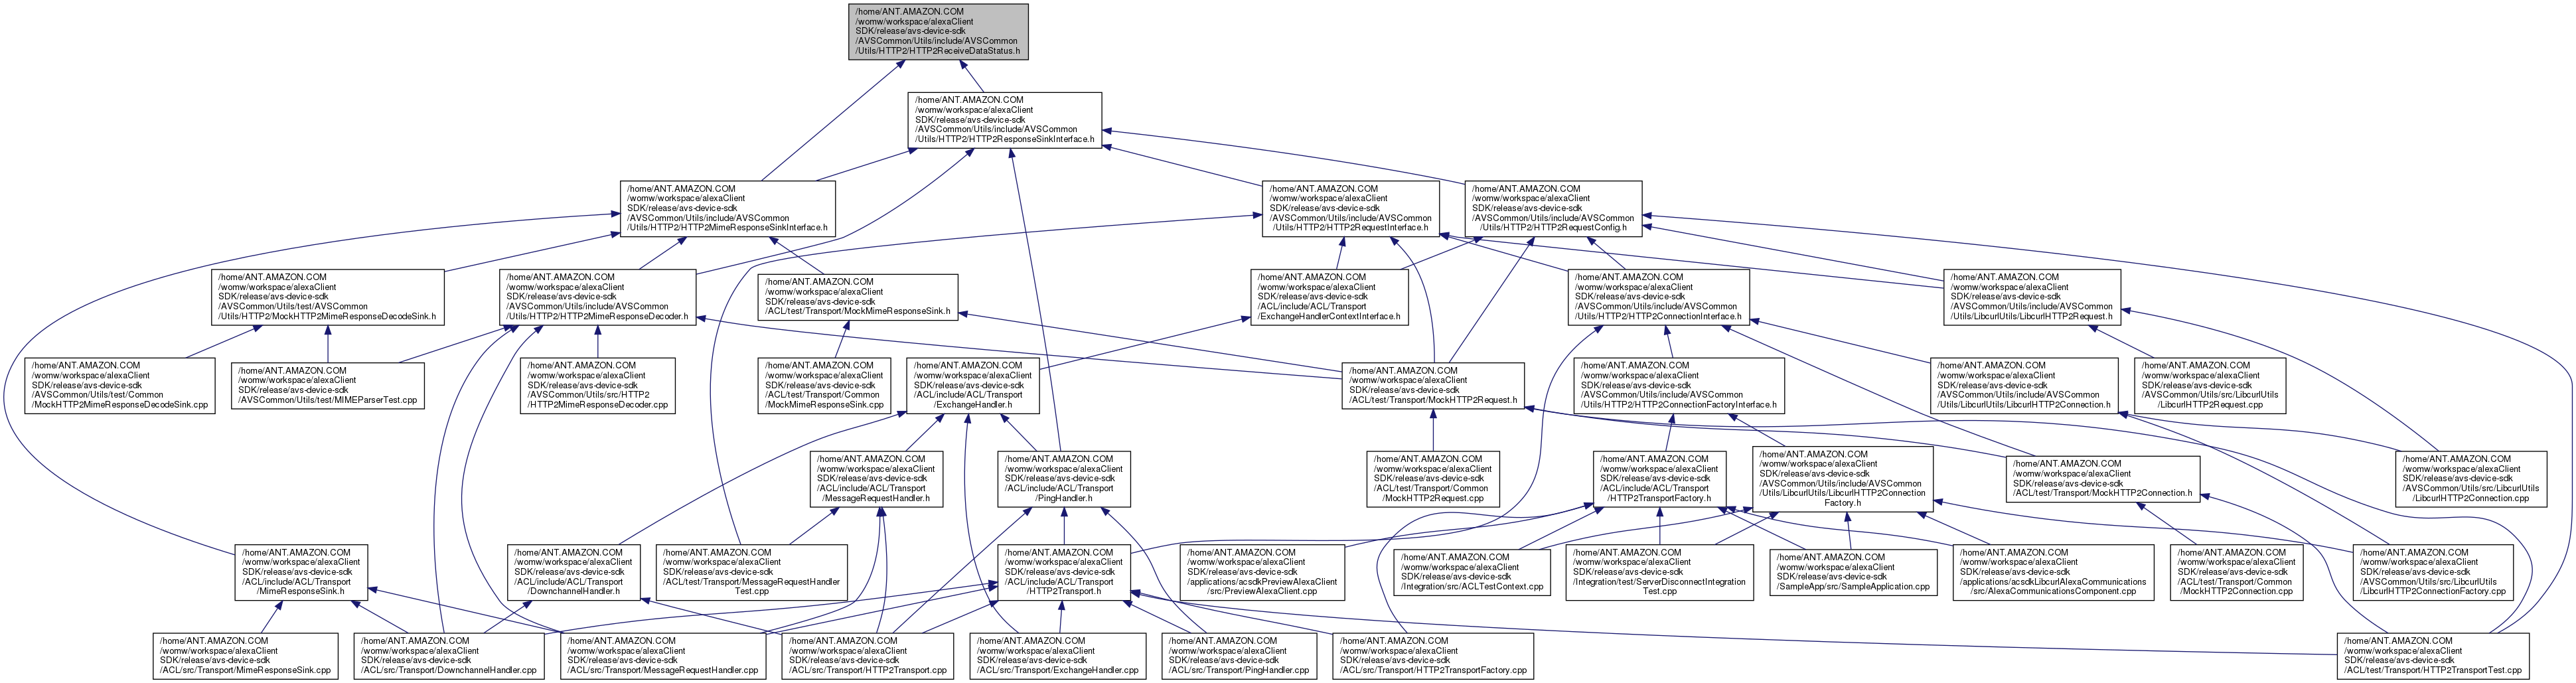 /home/ANT.AMAZON.COM
/womw/workspace/alexaClient
SDK/release/avs-device-sdk
/AVSCommon/Utils/include/AVSCommon
/Utils/HTTP2/HTTP2ReceiveDataStatus.h
/home/ANT.AMAZON.COM
/womw/workspace/alexaClient
SDK/release/avs-device-sdk
/AVSCommon/Utils/include/AVSCommon
/Utils/HTTP2/HTTP2ResponseSinkInterface.h
/home/ANT.AMAZON.COM
/womw/workspace/alexaClient
SDK/release/avs-device-sdk
/AVSCommon/Utils/include/AVSCommon
/Utils/HTTP2/HTTP2MimeResponseSinkInterface.h
/home/ANT.AMAZON.COM
/womw/workspace/alexaClient
SDK/release/avs-device-sdk
/AVSCommon/Utils/include/AVSCommon
/Utils/HTTP2/HTTP2RequestInterface.h
/home/ANT.AMAZON.COM
/womw/workspace/alexaClient
SDK/release/avs-device-sdk
/AVSCommon/Utils/include/AVSCommon
/Utils/HTTP2/HTTP2RequestConfig.h
/home/ANT.AMAZON.COM
/womw/workspace/alexaClient
SDK/release/avs-device-sdk
/AVSCommon/Utils/test/AVSCommon
/Utils/HTTP2/MockHTTP2MimeResponseDecodeSink.h
/home/ANT.AMAZON.COM
/womw/workspace/alexaClient
SDK/release/avs-device-sdk
/AVSCommon/Utils/include/AVSCommon
/Utils/HTTP2/HTTP2MimeResponseDecoder.h
/home/ANT.AMAZON.COM
/womw/workspace/alexaClient
SDK/release/avs-device-sdk
/ACL/test/Transport/MockMimeResponseSink.h
/home/ANT.AMAZON.COM
/womw/workspace/alexaClient
SDK/release/avs-device-sdk
/ACL/include/ACL/Transport
/ExchangeHandlerContextInterface.h
/home/ANT.AMAZON.COM
/womw/workspace/alexaClient
SDK/release/avs-device-sdk
/AVSCommon/Utils/include/AVSCommon
/Utils/HTTP2/HTTP2ConnectionInterface.h
/home/ANT.AMAZON.COM
/womw/workspace/alexaClient
SDK/release/avs-device-sdk
/AVSCommon/Utils/include/AVSCommon
/Utils/LibcurlUtils/LibcurlHTTP2Request.h
/home/ANT.AMAZON.COM
/womw/workspace/alexaClient
SDK/release/avs-device-sdk
/AVSCommon/Utils/test/Common
/MockHTTP2MimeResponseDecodeSink.cpp
/home/ANT.AMAZON.COM
/womw/workspace/alexaClient
SDK/release/avs-device-sdk
/AVSCommon/Utils/test/MIMEParserTest.cpp
/home/ANT.AMAZON.COM
/womw/workspace/alexaClient
SDK/release/avs-device-sdk
/AVSCommon/Utils/src/HTTP2
/HTTP2MimeResponseDecoder.cpp
/home/ANT.AMAZON.COM
/womw/workspace/alexaClient
SDK/release/avs-device-sdk
/ACL/test/Transport/Common
/MockMimeResponseSink.cpp
/home/ANT.AMAZON.COM
/womw/workspace/alexaClient
SDK/release/avs-device-sdk
/ACL/include/ACL/Transport
/ExchangeHandler.h
/home/ANT.AMAZON.COM
/womw/workspace/alexaClient
SDK/release/avs-device-sdk
/ACL/test/Transport/MockHTTP2Request.h
/home/ANT.AMAZON.COM
/womw/workspace/alexaClient
SDK/release/avs-device-sdk
/AVSCommon/Utils/include/AVSCommon
/Utils/HTTP2/HTTP2ConnectionFactoryInterface.h
/home/ANT.AMAZON.COM
/womw/workspace/alexaClient
SDK/release/avs-device-sdk
/AVSCommon/Utils/include/AVSCommon
/Utils/LibcurlUtils/LibcurlHTTP2Connection.h
/home/ANT.AMAZON.COM
/womw/workspace/alexaClient
SDK/release/avs-device-sdk
/AVSCommon/Utils/src/LibcurlUtils
/LibcurlHTTP2Request.cpp
/home/ANT.AMAZON.COM
/womw/workspace/alexaClient
SDK/release/avs-device-sdk
/ACL/include/ACL/Transport
/MessageRequestHandler.h
/home/ANT.AMAZON.COM
/womw/workspace/alexaClient
SDK/release/avs-device-sdk
/ACL/include/ACL/Transport
/PingHandler.h
/home/ANT.AMAZON.COM
/womw/workspace/alexaClient
SDK/release/avs-device-sdk
/ACL/test/Transport/Common
/MockHTTP2Request.cpp
/home/ANT.AMAZON.COM
/womw/workspace/alexaClient
SDK/release/avs-device-sdk
/ACL/include/ACL/Transport
/HTTP2TransportFactory.h
/home/ANT.AMAZON.COM
/womw/workspace/alexaClient
SDK/release/avs-device-sdk
/AVSCommon/Utils/include/AVSCommon
/Utils/LibcurlUtils/LibcurlHTTP2Connection
Factory.h
/home/ANT.AMAZON.COM
/womw/workspace/alexaClient
SDK/release/avs-device-sdk
/ACL/test/Transport/MockHTTP2Connection.h
/home/ANT.AMAZON.COM
/womw/workspace/alexaClient
SDK/release/avs-device-sdk
/AVSCommon/Utils/src/LibcurlUtils
/LibcurlHTTP2Connection.cpp
/home/ANT.AMAZON.COM
/womw/workspace/alexaClient
SDK/release/avs-device-sdk
/ACL/include/ACL/Transport
/MimeResponseSink.h
/home/ANT.AMAZON.COM
/womw/workspace/alexaClient
SDK/release/avs-device-sdk
/ACL/include/ACL/Transport
/DownchannelHandler.h
/home/ANT.AMAZON.COM
/womw/workspace/alexaClient
SDK/release/avs-device-sdk
/ACL/test/Transport/MessageRequestHandler
Test.cpp
/home/ANT.AMAZON.COM
/womw/workspace/alexaClient
SDK/release/avs-device-sdk
/ACL/include/ACL/Transport
/HTTP2Transport.h
/home/ANT.AMAZON.COM
/womw/workspace/alexaClient
SDK/release/avs-device-sdk
/applications/acsdkPreviewAlexaClient
/src/PreviewAlexaClient.cpp
/home/ANT.AMAZON.COM
/womw/workspace/alexaClient
SDK/release/avs-device-sdk
/Integration/src/ACLTestContext.cpp
/home/ANT.AMAZON.COM
/womw/workspace/alexaClient
SDK/release/avs-device-sdk
/Integration/test/ServerDisconnectIntegration
Test.cpp
/home/ANT.AMAZON.COM
/womw/workspace/alexaClient
SDK/release/avs-device-sdk
/SampleApp/src/SampleApplication.cpp
/home/ANT.AMAZON.COM
/womw/workspace/alexaClient
SDK/release/avs-device-sdk
/applications/acsdkLibcurlAlexaCommunications
/src/AlexaCommunicationsComponent.cpp
/home/ANT.AMAZON.COM
/womw/workspace/alexaClient
SDK/release/avs-device-sdk
/ACL/test/Transport/Common
/MockHTTP2Connection.cpp
/home/ANT.AMAZON.COM
/womw/workspace/alexaClient
SDK/release/avs-device-sdk
/AVSCommon/Utils/src/LibcurlUtils
/LibcurlHTTP2ConnectionFactory.cpp
/home/ANT.AMAZON.COM
/womw/workspace/alexaClient
SDK/release/avs-device-sdk
/ACL/src/Transport/MimeResponseSink.cpp
/home/ANT.AMAZON.COM
/womw/workspace/alexaClient
SDK/release/avs-device-sdk
/ACL/src/Transport/DownchannelHandler.cpp
/home/ANT.AMAZON.COM
/womw/workspace/alexaClient
SDK/release/avs-device-sdk
/ACL/src/Transport/MessageRequestHandler.cpp
/home/ANT.AMAZON.COM
/womw/workspace/alexaClient
SDK/release/avs-device-sdk
/ACL/src/Transport/HTTP2Transport.cpp
/home/ANT.AMAZON.COM
/womw/workspace/alexaClient
SDK/release/avs-device-sdk
/ACL/src/Transport/ExchangeHandler.cpp
/home/ANT.AMAZON.COM
/womw/workspace/alexaClient
SDK/release/avs-device-sdk
/ACL/src/Transport/PingHandler.cpp
/home/ANT.AMAZON.COM
/womw/workspace/alexaClient
SDK/release/avs-device-sdk
/ACL/src/Transport/HTTP2TransportFactory.cpp
/home/ANT.AMAZON.COM
/womw/workspace/alexaClient
SDK/release/avs-device-sdk
/ACL/test/Transport/HTTP2TransportTest.cpp